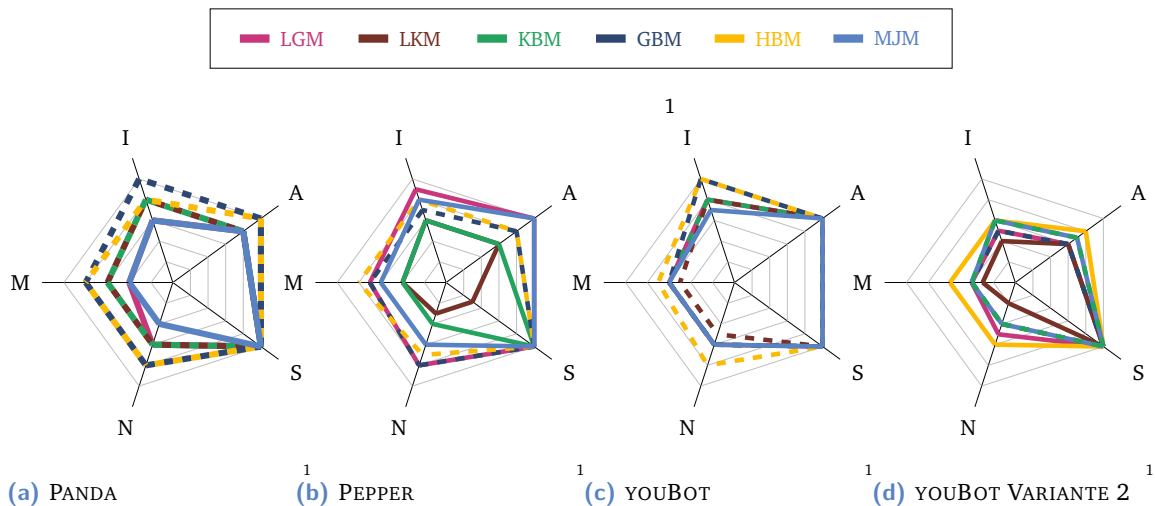 LGM LKM KBM GBM HBM MJM
1
I I I I
A A A A
M M M M
S S S S
N N N N
1 1 1 1
(a) PANDA (b) PEPPER (c) YOUBOT (d) YOUBOT VARIANTE 2